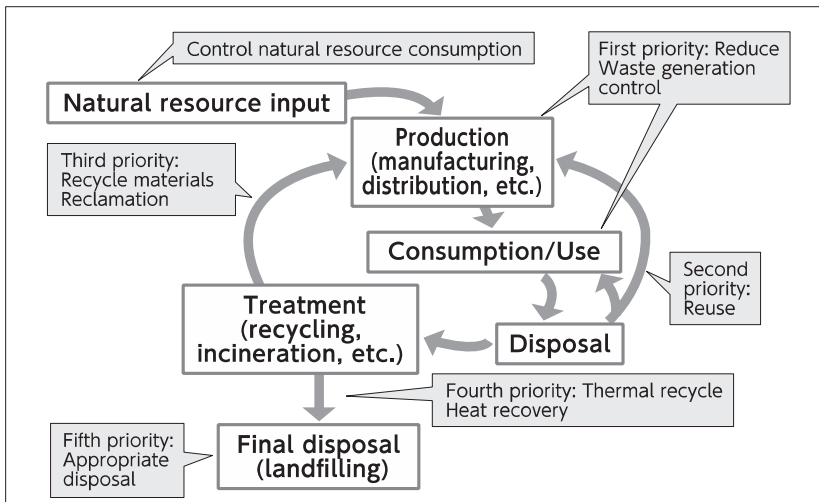 Control natural resource consumption
First priority: Reduce
Waste generation
control
Natural resource input
Production
(manufacturing,
distribution, etc.)
Third priority:
Recycle materials
Reclamation
Consumption/Use
Second
priority:
Reuse
Treatment
(recycling,
incineration, etc.)
Disposal
Fourth priority: Thermal recycle
Heat recovery
Fifth priority:
Appropriate
disposal
Final disposal
(landfilling)